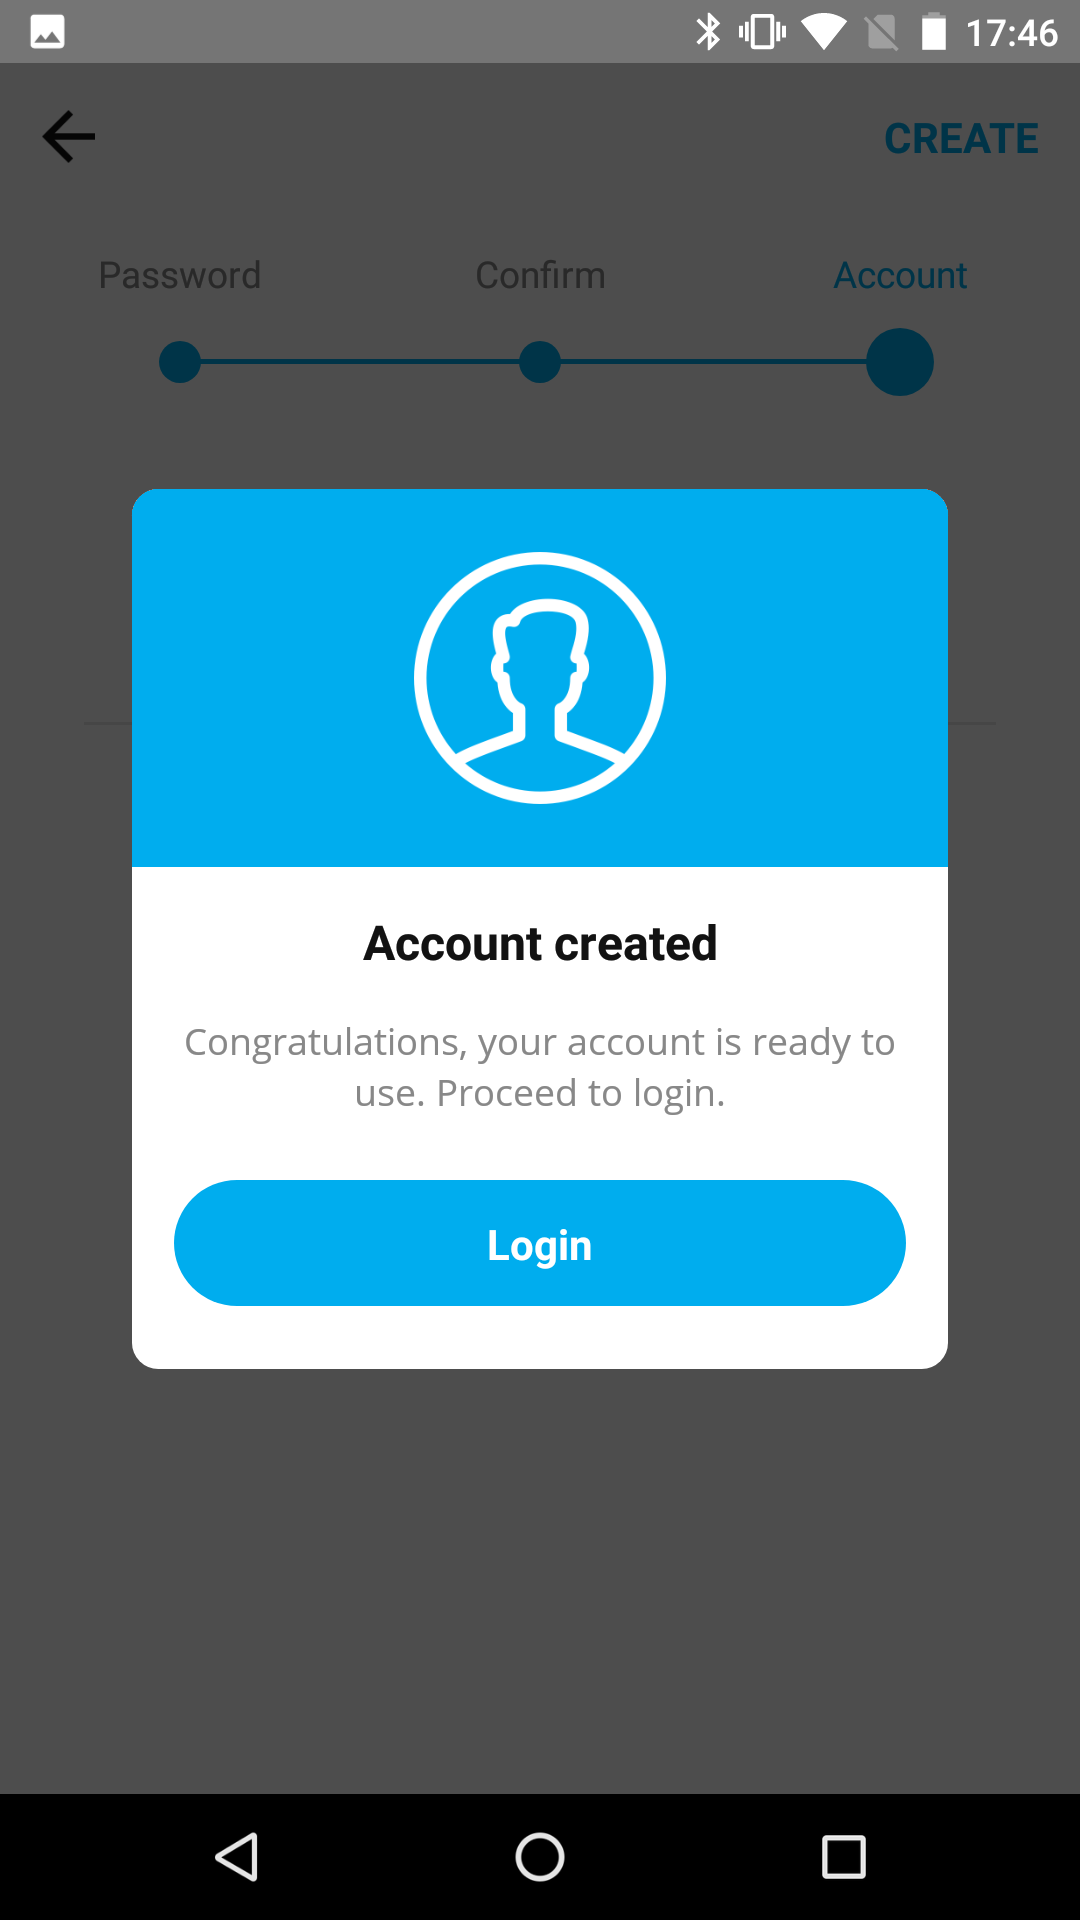 17:46
CREATE
Password Confirm Account
Account created
Congratulations, your account is ready to
use. Proceed to login.
Login